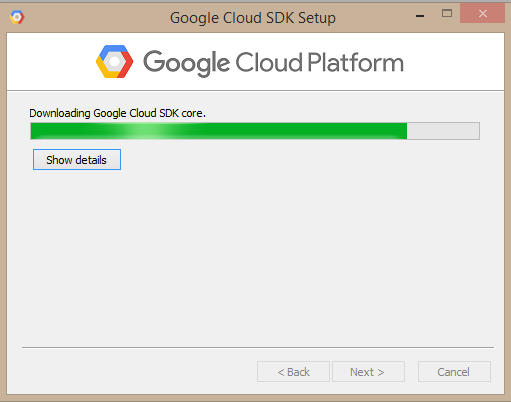 Google Cloud SDK Setup
Google Cloud Platform
Downloading Google Cloud SDK core.
Show details
< Back Next > Cancel